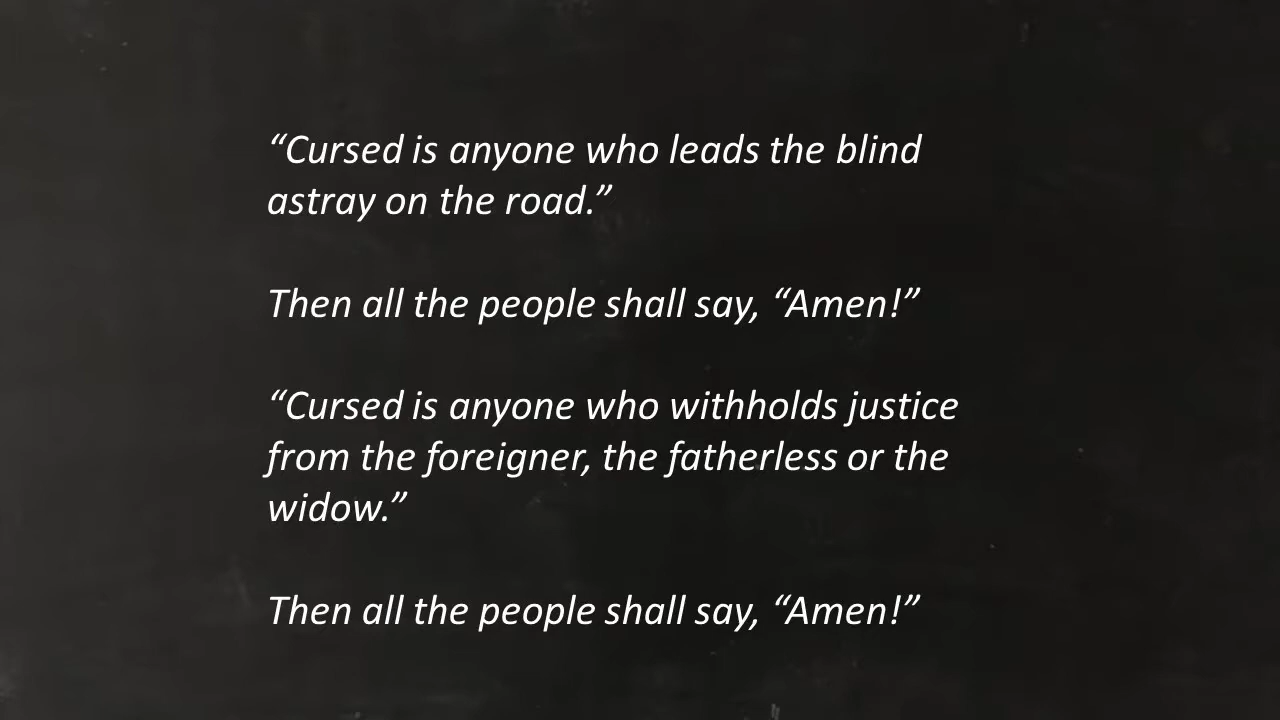 “Cursed is anyone who leads the blind
astray on the road.”
Then all the people shall say, “Amen!”
“Cursed is anyone who withholds justice
from the foreigner, the fatherless or the
widow.”
Then all the people shall say, “Amen!”